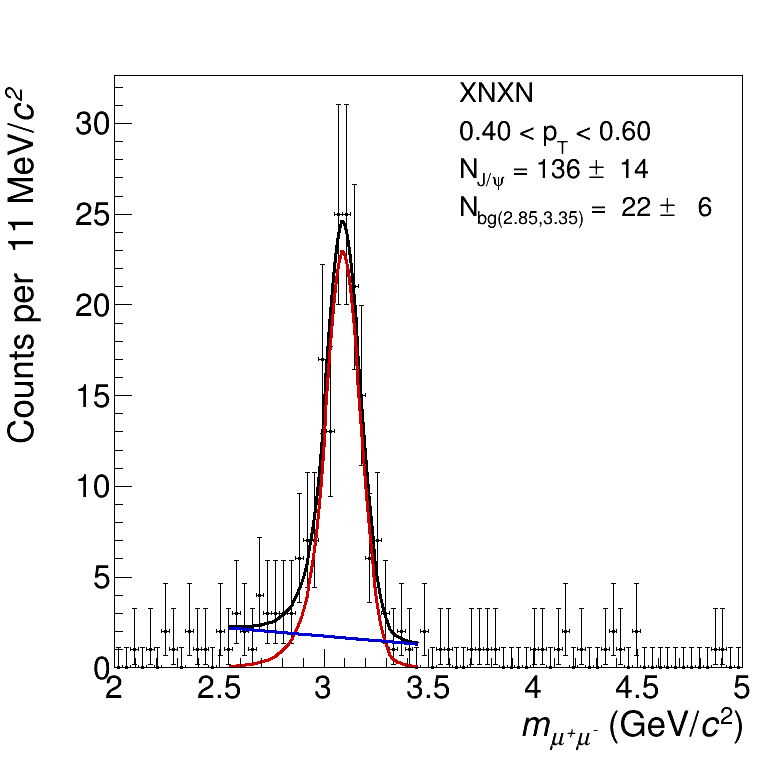 Counts per 11 MeV/c²
XNXN
0.40 < p_T < 0.60
N_J/ψ = 136 ± 14
N_bg(2.85,3.35) = 22 ± 6
30
25
20
15
10
5
0
2 2.5 3 3.5 4 4.5 5
m_μ⁺μ⁻ (GeV/c²)